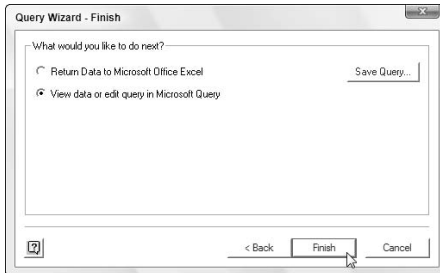 Query Wizard - Finish
What would you like to do next?
Return Data to Microsoft Office Excel
Save Query...
View data or edit query in Microsoft Query
?
< Back
Finish
Cancel